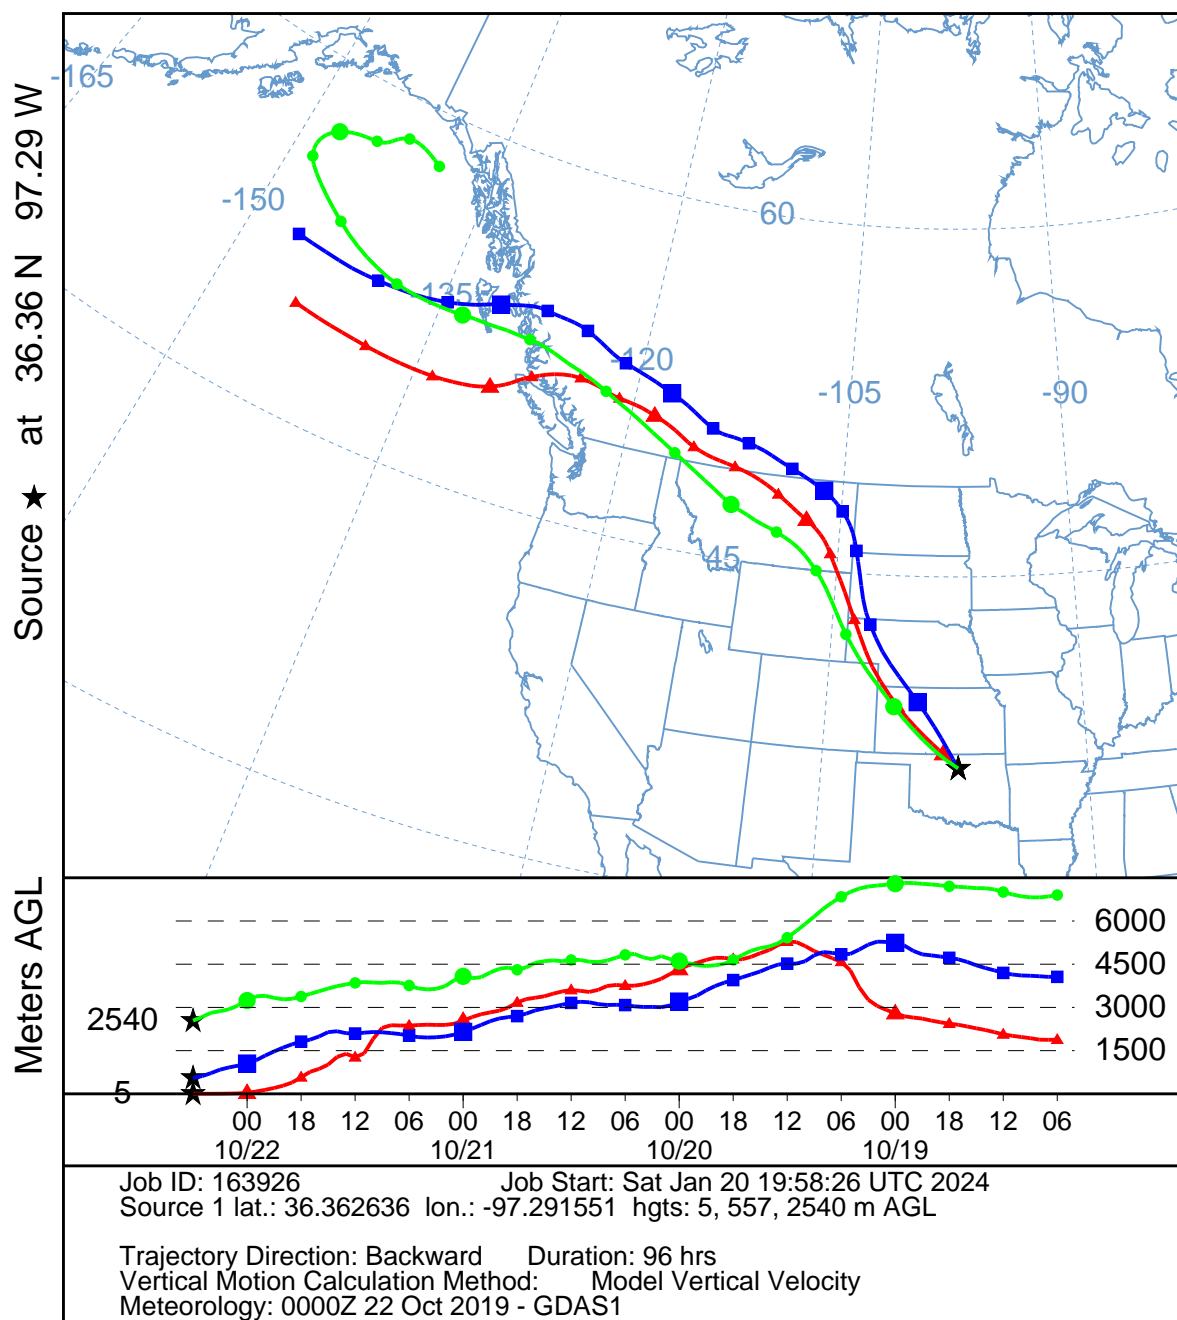 Source ★ at 36.36 N 97.29 W
-165
-150
-135
60
-120
-105
-90
45
Meters AGL
6000
4500
3000
1500
2540
5
00 18 12 06 00 18 12 06 00 18 12 06 00 18 12 06
10/22 10/21 10/20 10/19
Job ID: 163926 Job Start: Sat Jan 20 19:58:26 UTC 2024
Source 1 lat.: 36.362636 lon.: -97.291551 hgts: 5, 557, 2540 m AGL
Trajectory Direction: Backward Duration: 96 hrs
Vertical Motion Calculation Method: Model Vertical Velocity
Meteorology: 0000Z 22 Oct 2019 - GDAS1